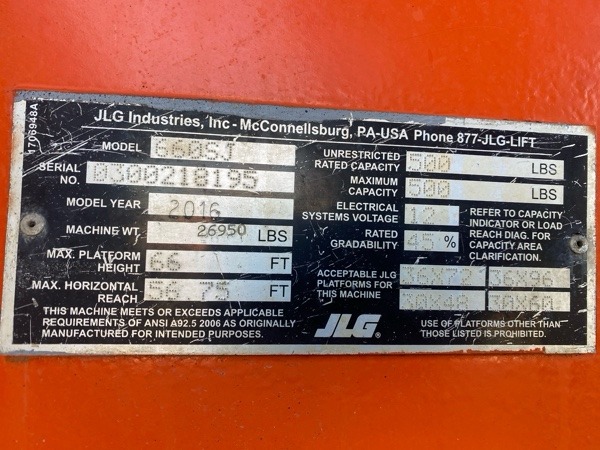 1706948A
JLG Industries, Inc - McConnellsburg, PA-USA Phone 877-JLG-LIFT
MODEL 660SJ
SERIAL NO. 0300218195
MODEL YEAR 2016
MACHINE WT. 26950 LBS
MAX. PLATFORM HEIGHT 66 FT
MAX. HORIZONTAL REACH 56.75 FT
THIS MACHINE MEETS OR EXCEEDS APPLICABLE
REQUIREMENTS OF ANSI A92.5 2006 AS ORIGINALLY
MANUFACTURED FOR INTENDED PURPOSES.
UNRESTRICTED RATED CAPACITY 500 LBS
MAXIMUM CAPACITY 500 LBS
ELECTRICAL SYSTEMS VOLTAGE 12
RATED GRADABILITY 45 %
REFER TO CAPACITY
INDICATOR OR LOAD
REACH DIAG. FOR
CAPACITY AREA
CLARIFICATION.
ACCEPTABLE JLG
PLATFORMS FOR
THIS MACHINE
36X72 36X96
30X48 30X60
JLG®
USE OF PLATFORMS OTHER THAN
THOSE LISTED IS PROHIBITED.